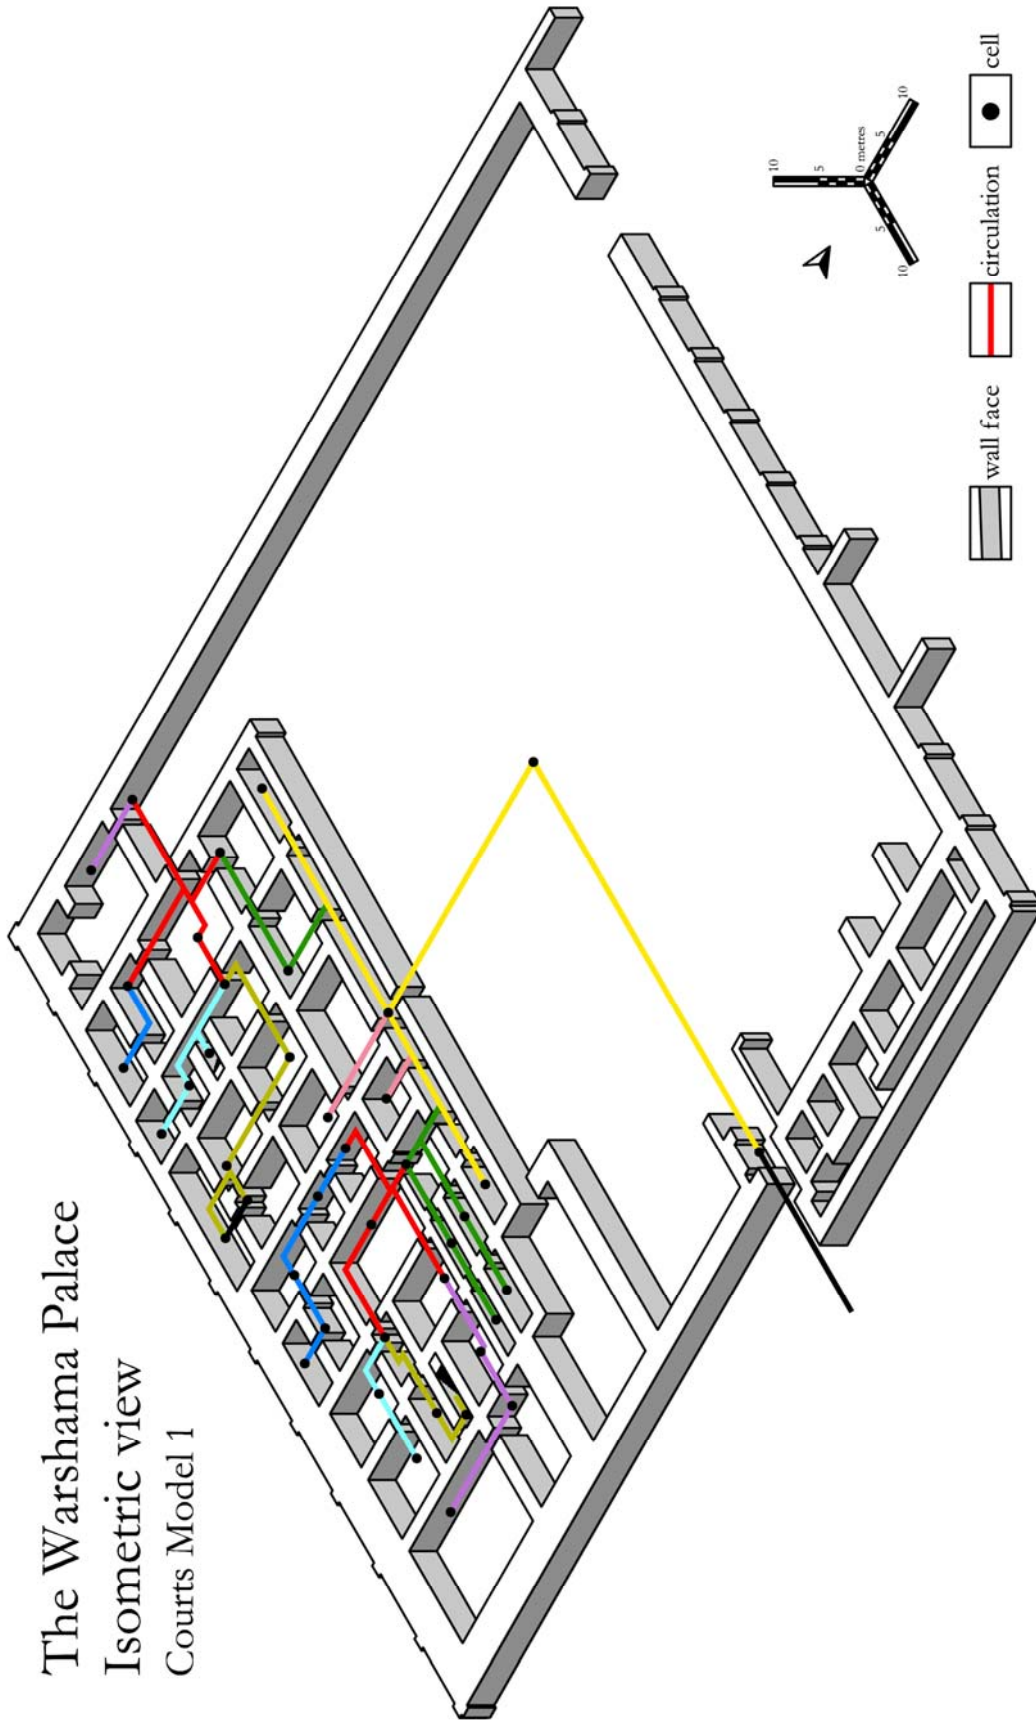 The Warshama Palace
Isometric view
Courts Model 1
10
5
0 metres
5
10
5
10
wall face
circulation
cell